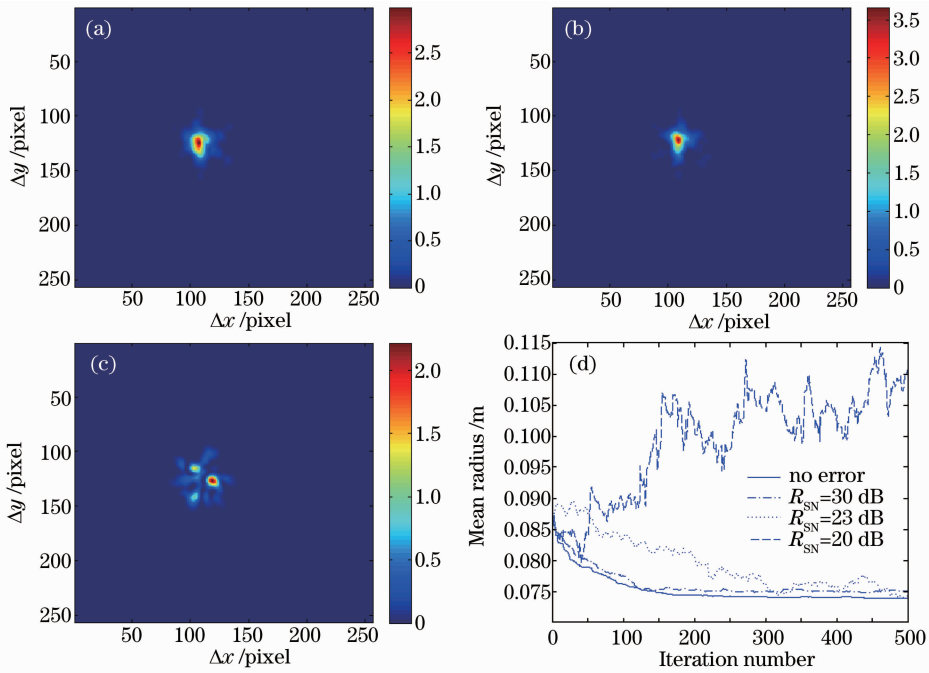 (a)
50
100
150
200
250
50 100 150 200 250
Δx /pixel
Δy /pixel
2.5
2.0
1.5
1.0
0.5
0
(b)
50
100
150
200
250
50 100 150 200 250
Δx /pixel
Δy /pixel
3.5
3.0
2.5
2.0
1.5
1.0
0.5
0
(c)
50
100
150
200
250
50 100 150 200 250
Δx /pixel
Δy /pixel
2.0
1.5
1.0
0.5
0
(d)
0.115
0.110
0.105
0.100
0.095
0.090
0.085
0.080
0.075
Mean radius /m
no error
R_SN=30 dB
R_SN=23 dB
R_SN=20 dB
0 100 200 300 400 500
Iteration number